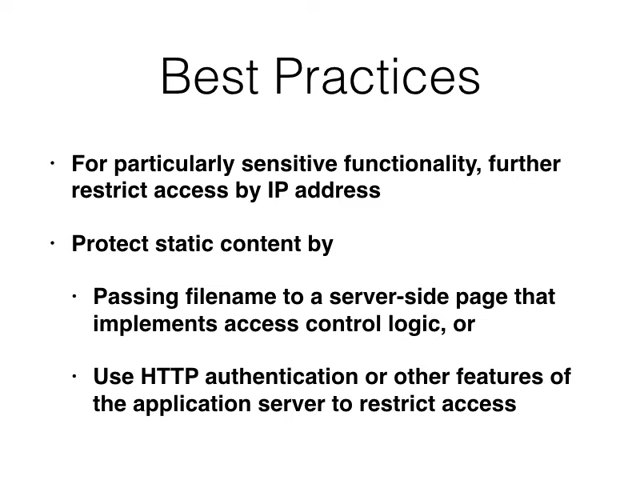 Best Practices
• For particularly sensitive functionality, further
restrict access by IP address
• Protect static content by
• Passing filename to a server-side page that
implements access control logic, or
• Use HTTP authentication or other features of
the application server to restrict access